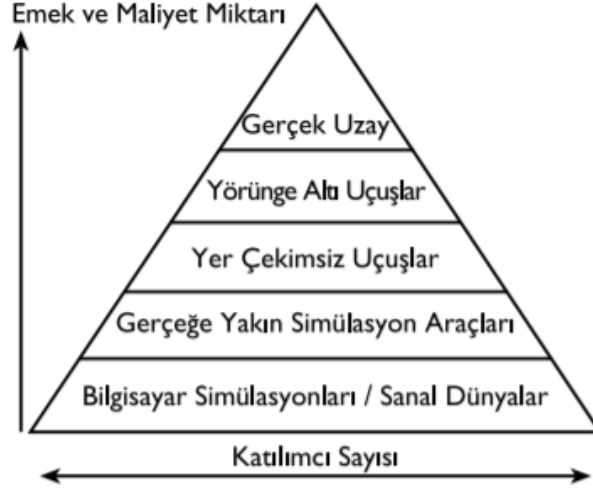 Emek ve Maliyet Miktarı
Gerçek Uzay
Yörünge Altı Uçuşlar
Yer Çekimsiz Uçuşlar
Gerçeğe Yakın Simülasyon Araçları
Bilgisayar Simülasyonları / Sanal Dünyalar
Katılımcı Sayısı